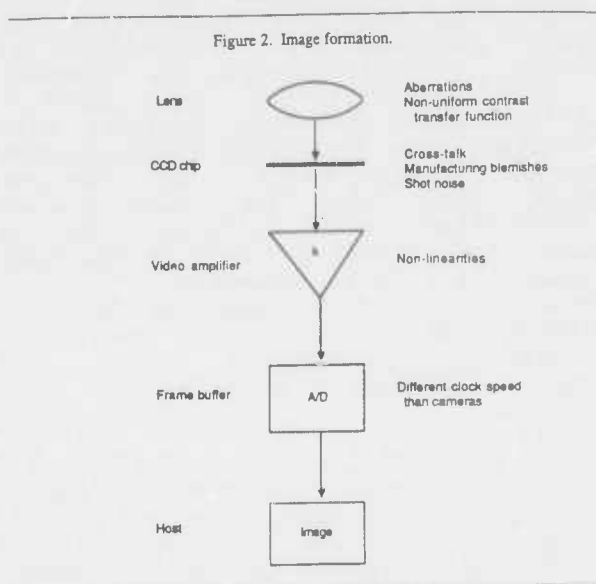 Figure 2. Image formation.
Lens
Aberrations
Non-uniform contrast
transfer function
CCD chip
Cross-talk
Manufacturing blemishes
Shot noise
Video amplifier
Non-linearities
Frame buffer
A/D
Different clock speed
than cameras
Host
Image